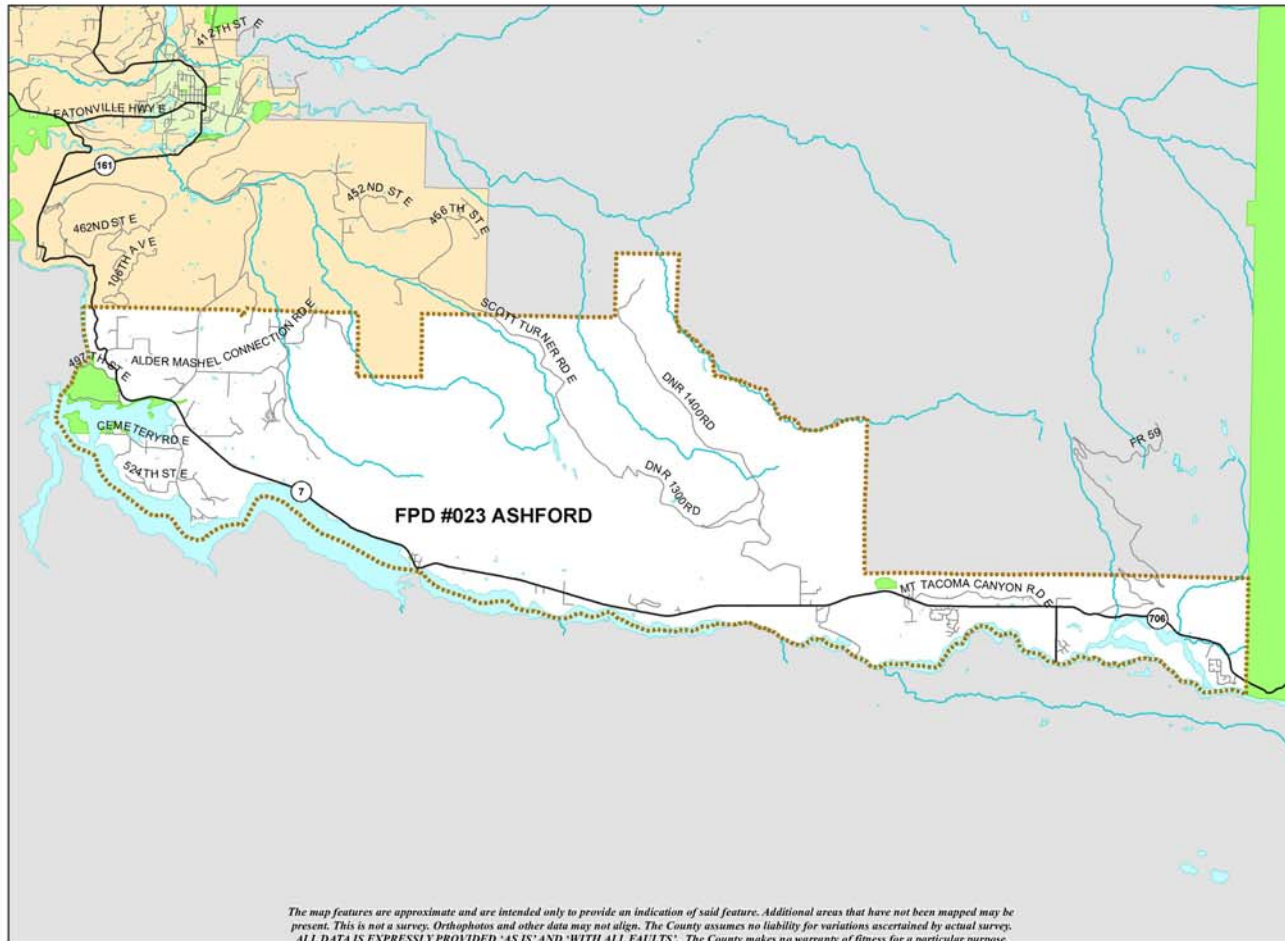 412TH ST E
EATONVILLE HWY E
161
452ND ST E
456TH ST E
462ND ST E
106TH AVE
SCOTT TURNER RD E
ALDER MASHEL CONNECTION RD E
497TH ST E
DNR 1400 RD
CEMETERY RD E
FR 59
524TH ST E
DNR 1300 RD
7
FPD #023 ASHFORD
MT TACOMA CANYON RD E
706
The map features are approximate and are intended only to provide an indication of said feature. Additional areas that have not been mapped may be
present. This is not a survey. Orthophotos and other data may not align. The County assumes no liability for variations ascertained by actual survey.
ALL DATA IS EXPRESSLY PROVIDED 'AS IS' AND 'WITH ALL FAULTS'. The County makes no warranty of fitness for a particular purpose.